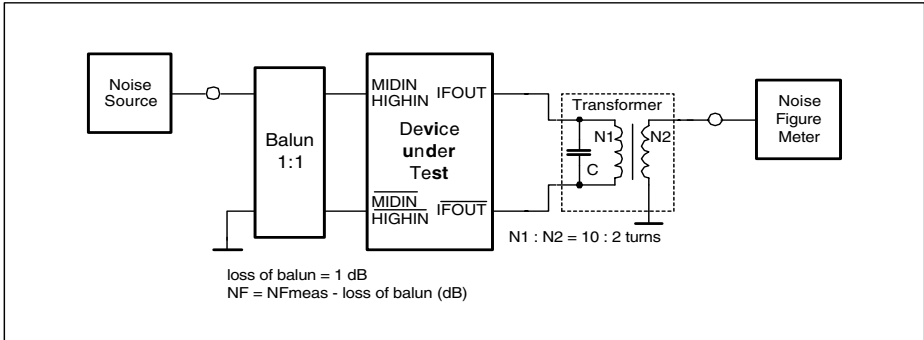 Noise
Source
Balun
1:1
MIDIN
HIGHIN
IFOUT
Device
under
Test
MIDIN
HIGHIN
IFOUT
Transformer
N1
N2
C
N1 : N2 = 10 : 2 turns
Noise
Figure
Meter
loss of balun = 1 dB
NF = NFmeas - loss of balun (dB)